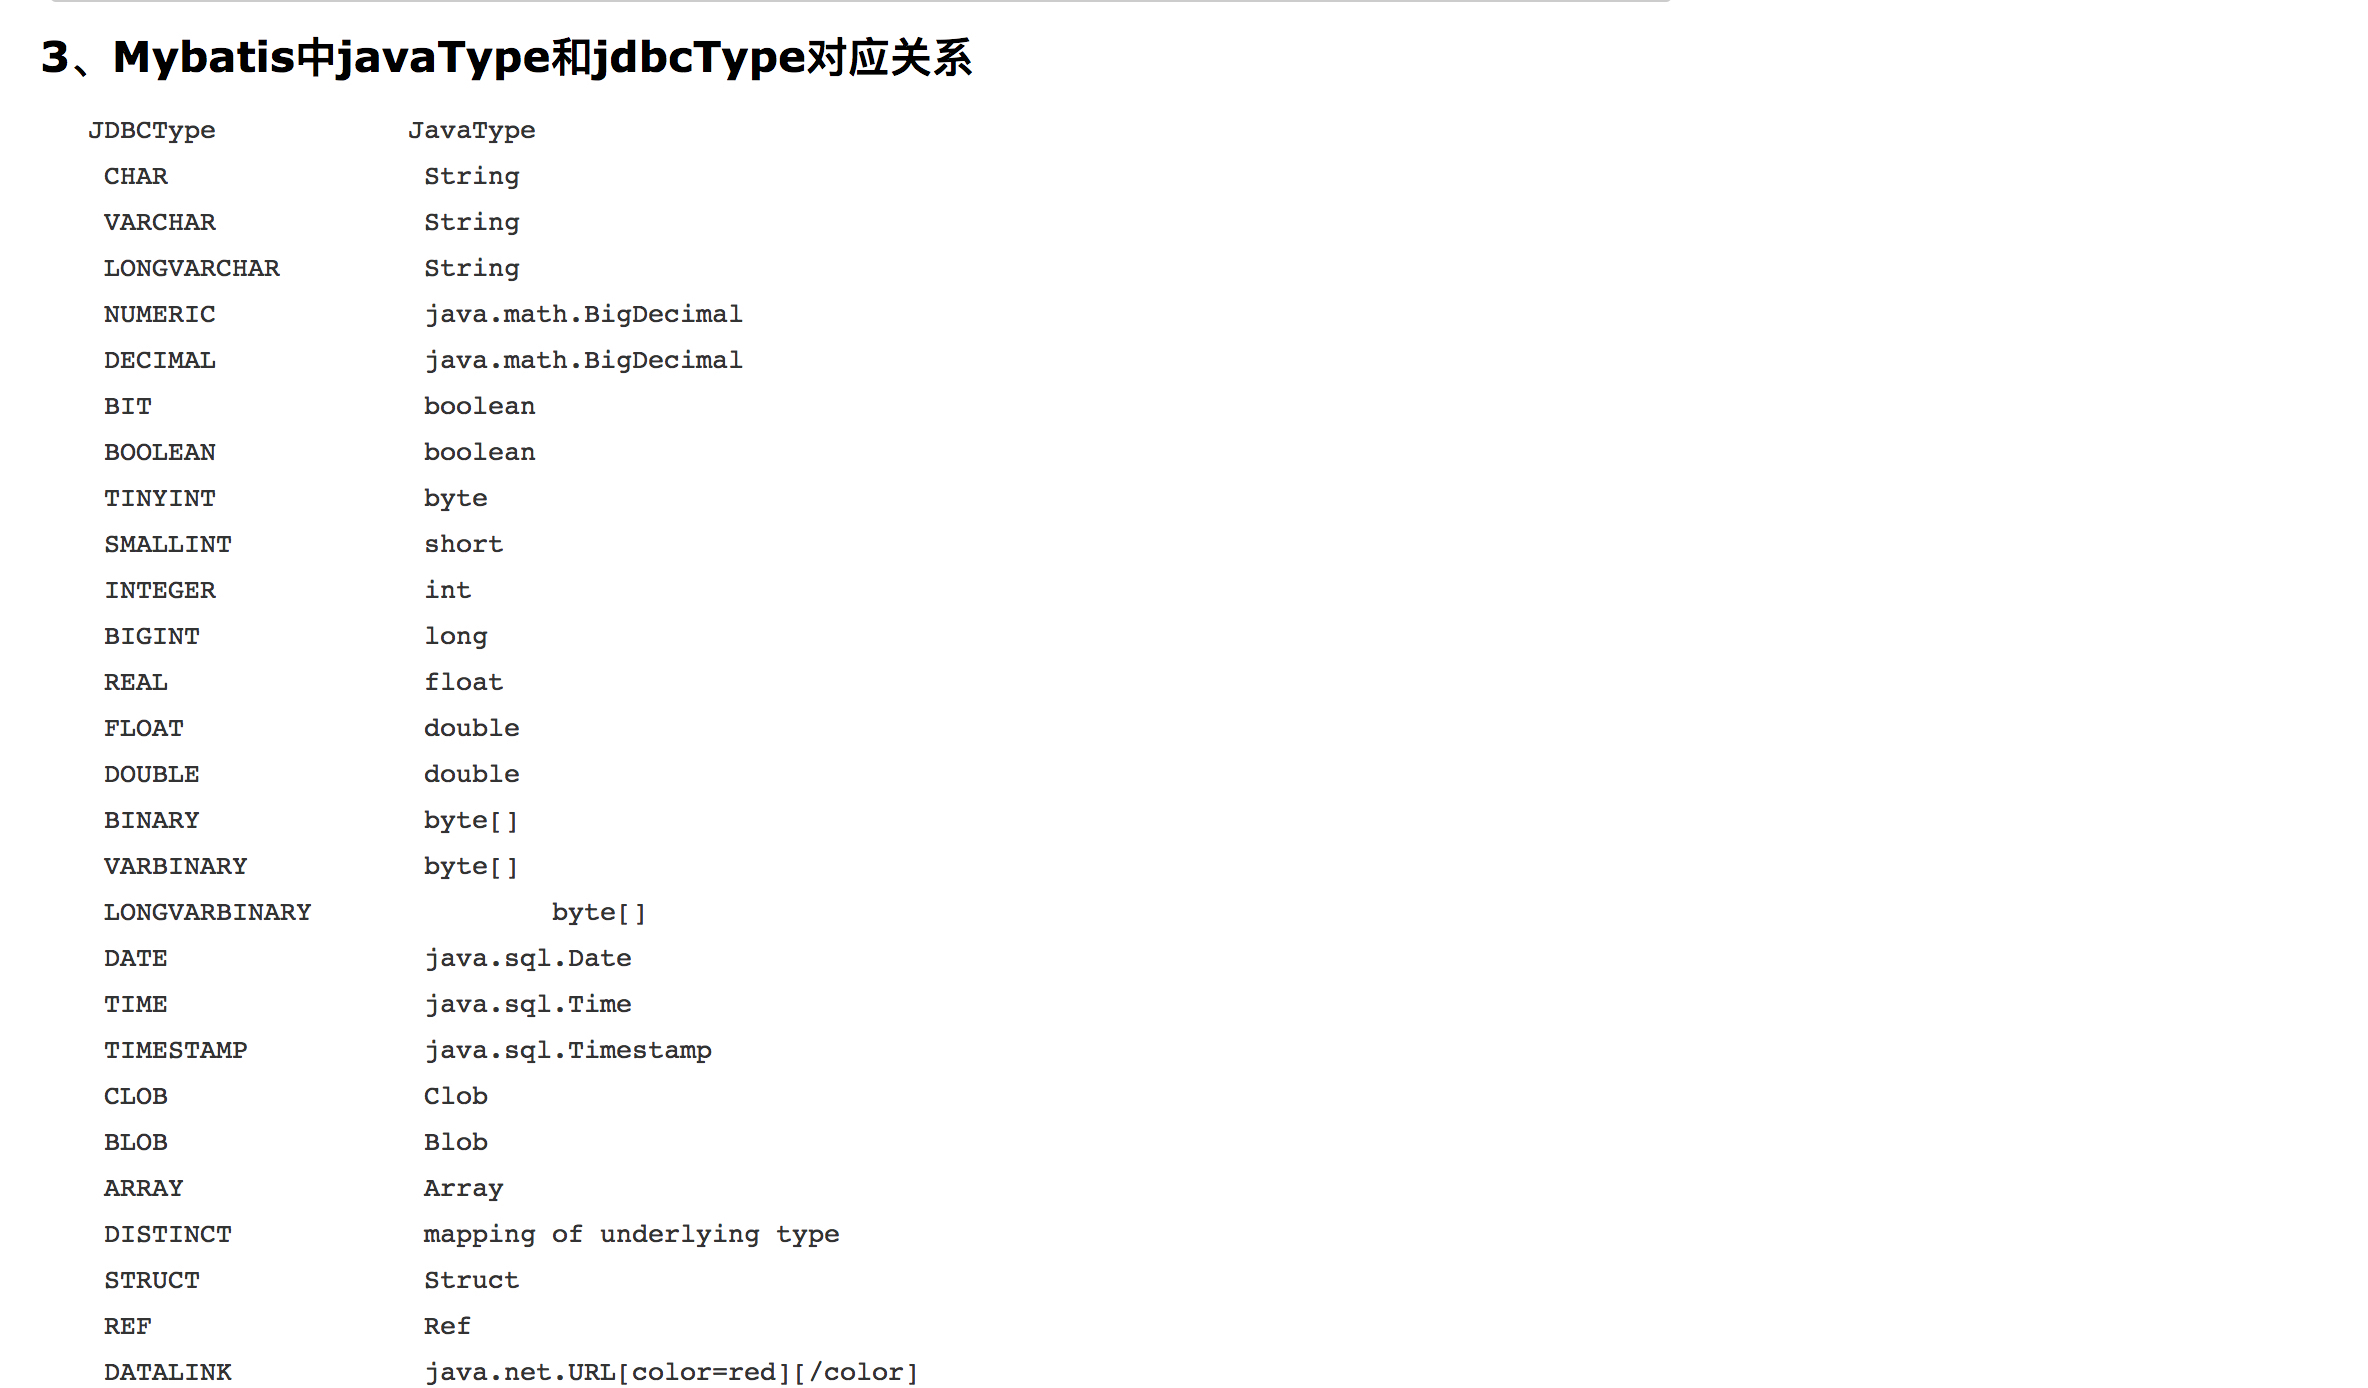 3、Mybatis中javaType和jdbcType对应关系
JDBCType JavaType
CHAR String
VARCHAR String
LONGVARCHAR String
NUMERIC java.math.BigDecimal
DECIMAL java.math.BigDecimal
BIT boolean
BOOLEAN boolean
TINYINT byte
SMALLINT short
INTEGER int
BIGINT long
REAL float
FLOAT double
DOUBLE double
BINARY byte[]
VARBINARY byte[]
LONGVARBINARY byte[]
DATE java.sql.Date
TIME java.sql.Time
TIMESTAMP java.sql.Timestamp
CLOB Clob
BLOB Blob
ARRAY Array
DISTINCT mapping of underlying type
STRUCT Struct
REF Ref
DATALINK java.net.URL[color=red][/color]